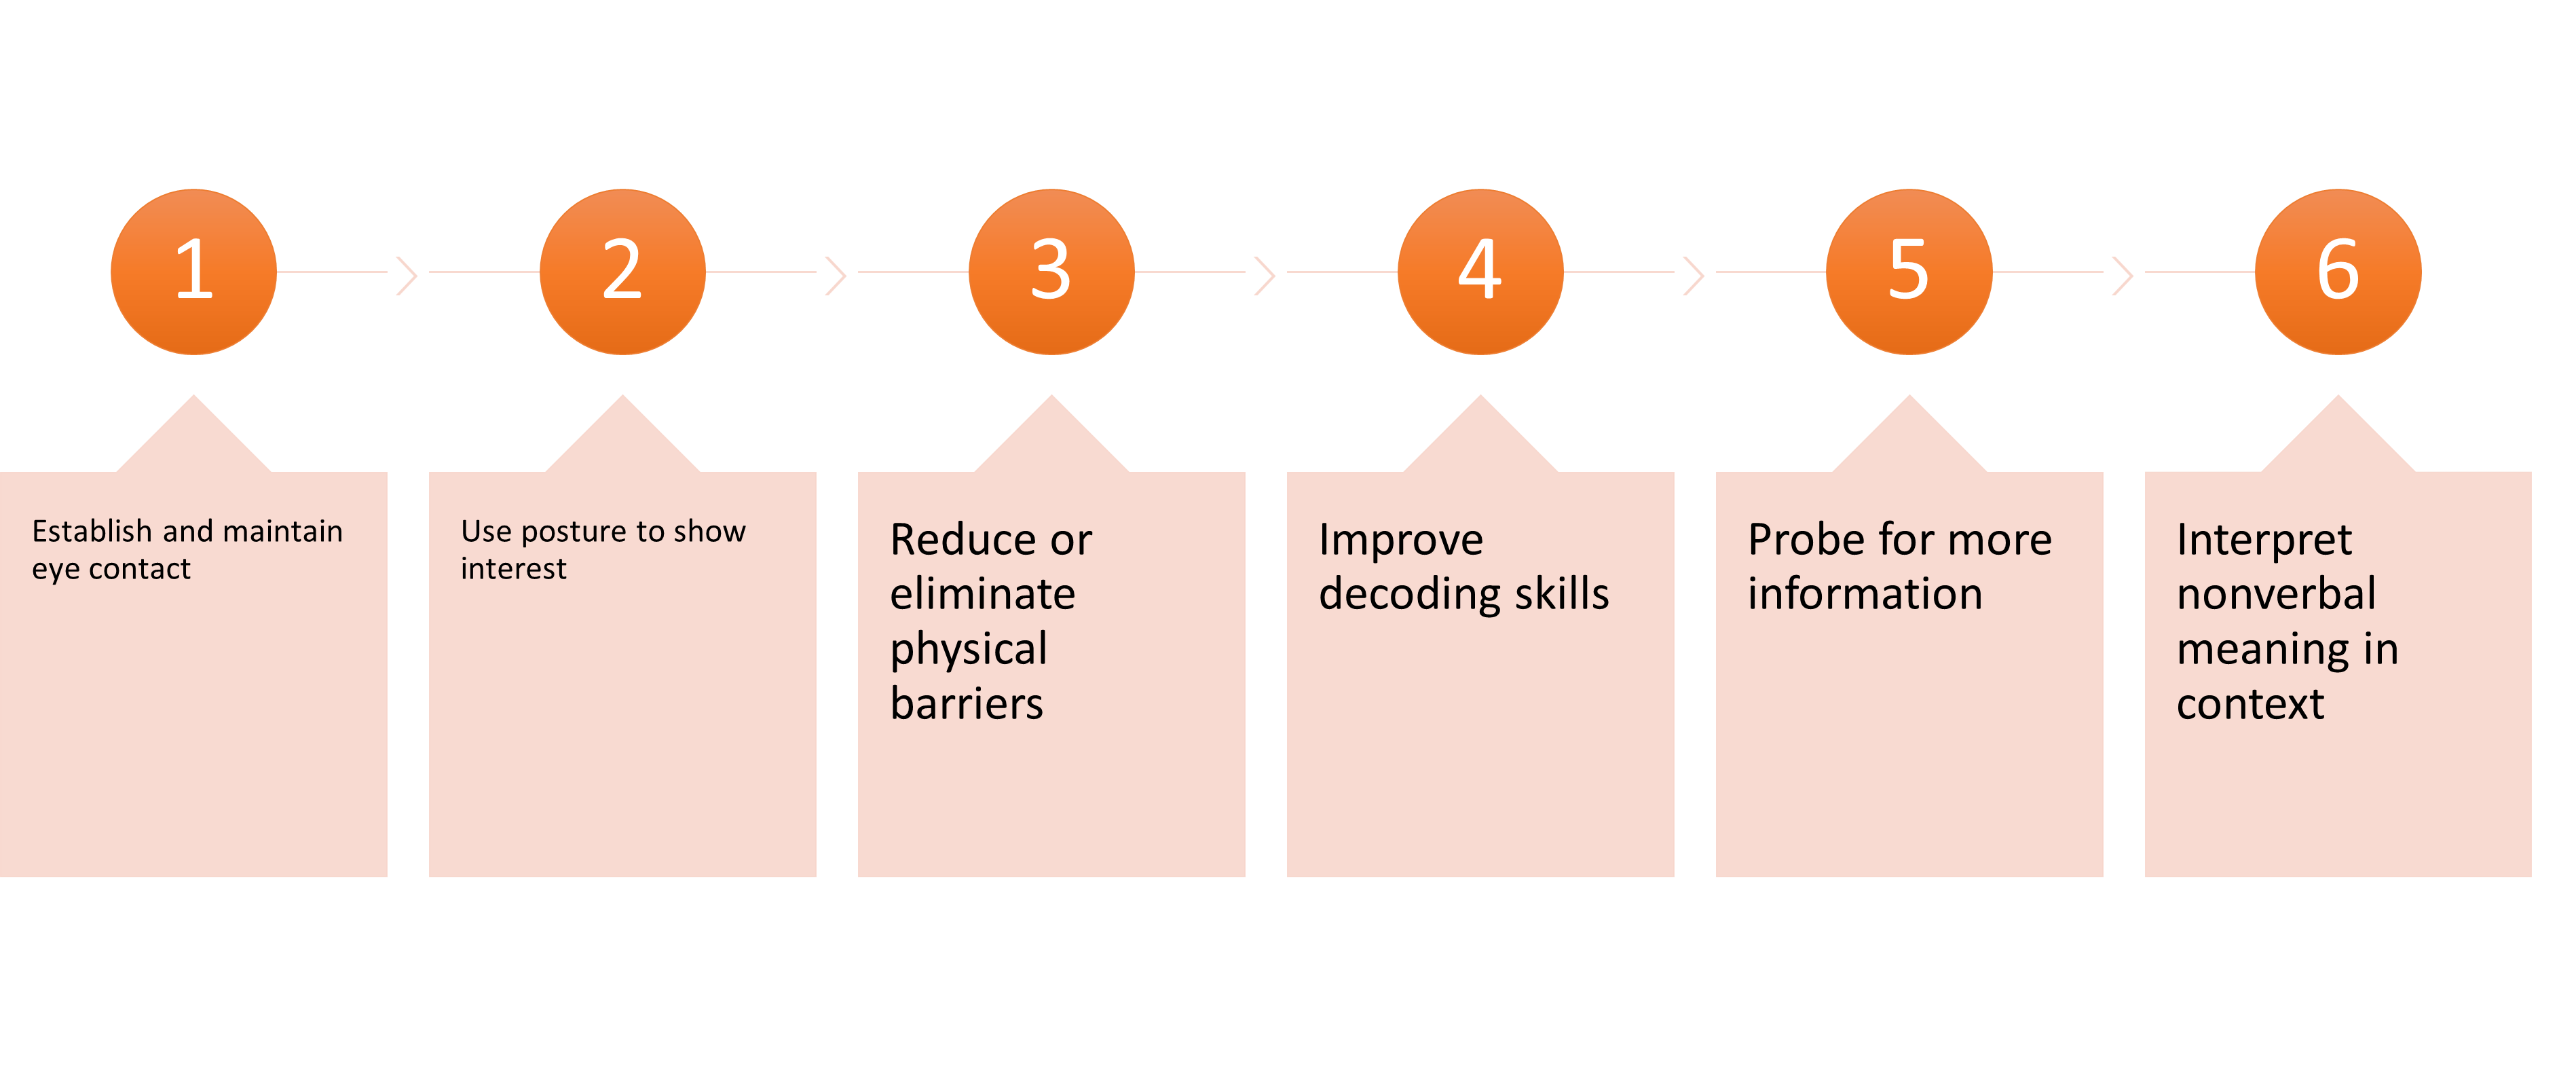 1
2
3
4
5
6
Establish and maintain
eye contact
Use posture to show
interest
Reduce or
eliminate
physical
barriers
Improve
decoding skills
Probe for more
information
Interpret
nonverbal
meaning in
context